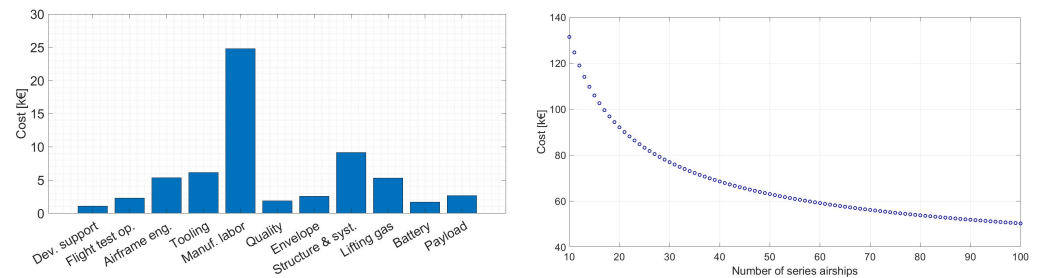 30
25
20
15
10
5
0
Cost [k€]
Dev. support
Flight test op.
Airframe eng.
Tooling
Manuf. labor
Quality
Envelope
Structure & syst.
Lifting gas
Battery
Payload
140
120
100
80
60
40
Cost [k€]
10 20 30 40 50 60 70 80 90 100
Number of series airships